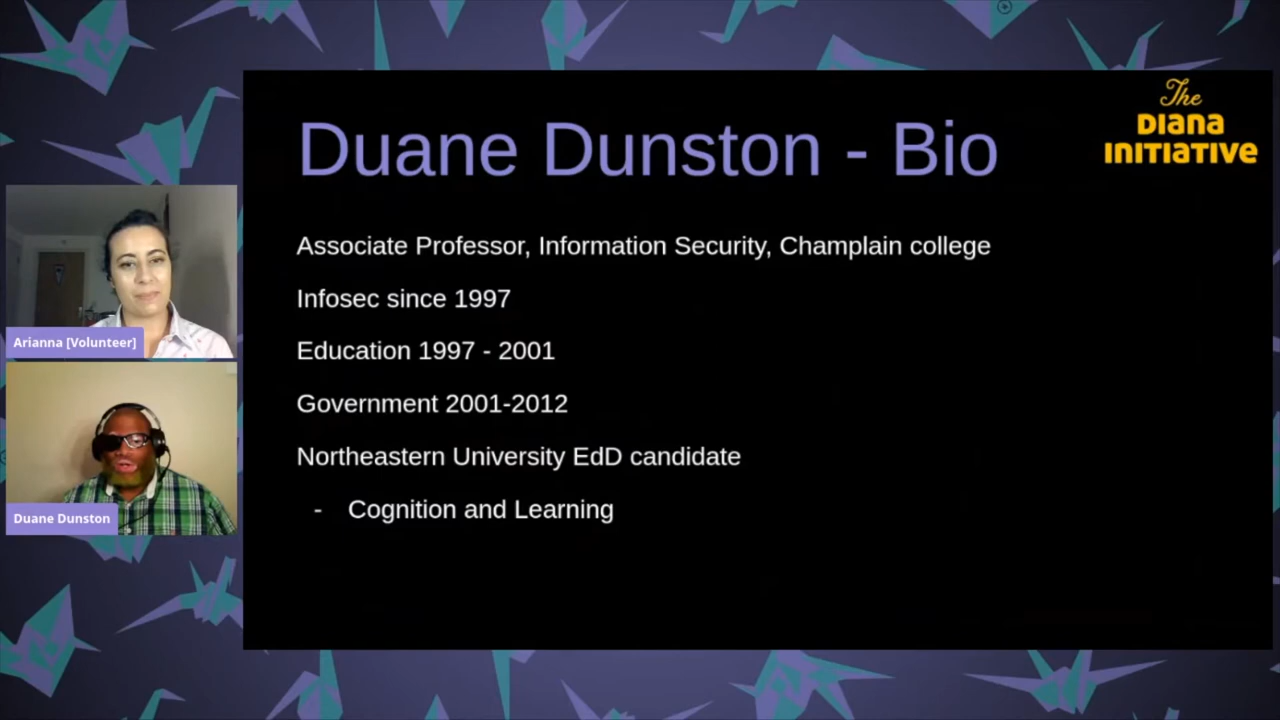 The
DIANA
INITIATIVE
Duane Dunston - Bio
Associate Professor, Information Security, Champlain college
Infosec since 1997
Education 1997 - 2001
Government 2001-2012
Northeastern University EdD candidate
- Cognition and Learning
Arianna [Volunteer]
Duane Dunston